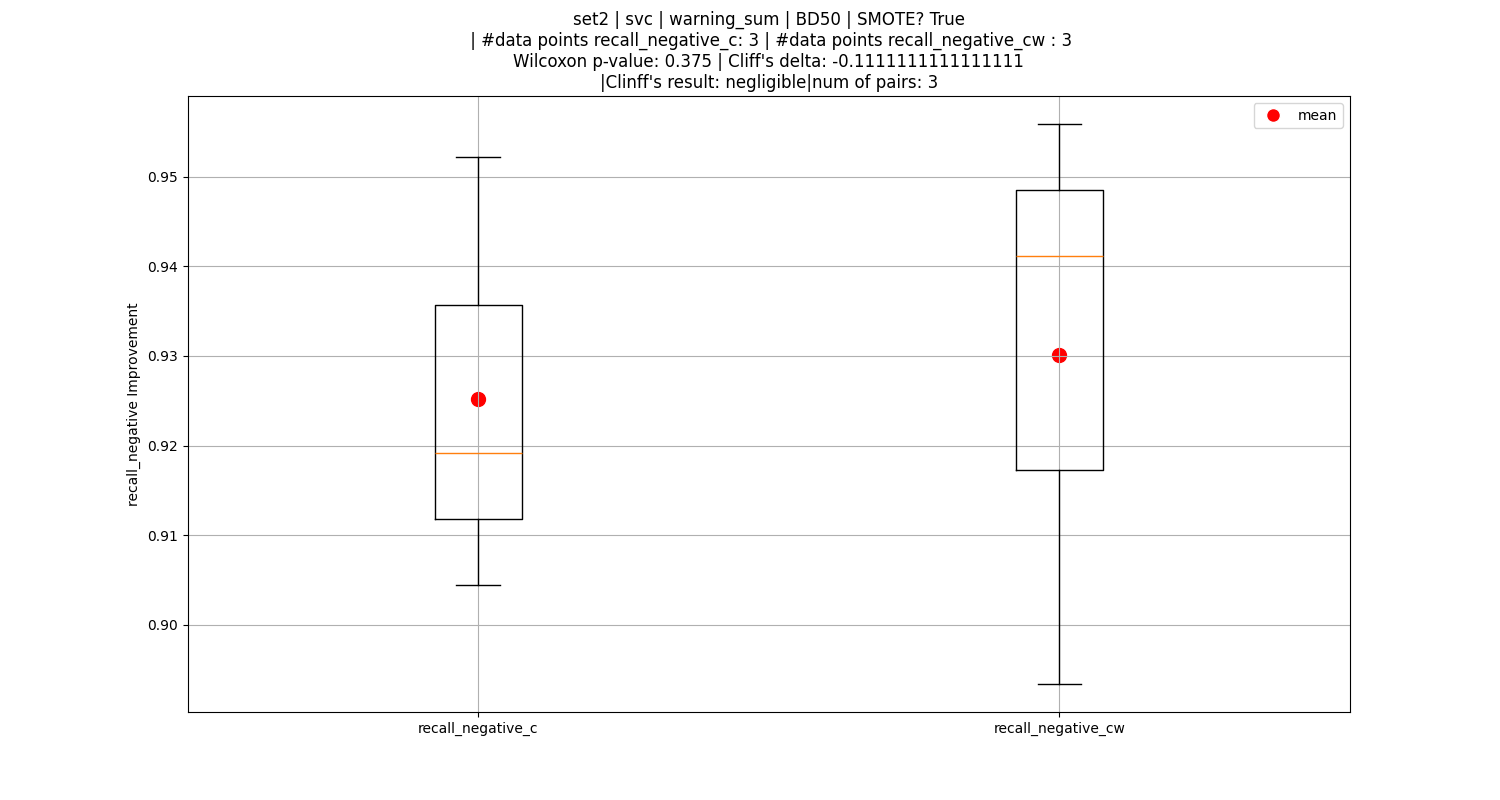 set2 | svc | warning_sum | BD50 | SMOTE? True
| #data points recall_negative_c: 3 | #data points recall_negative_cw : 3
Wilcoxon p-value: 0.375 | Cliff's delta: -0.1111111111111111
|Clinff's result: negligible|num of pairs: 3
mean
0.95
0.94
0.93
0.92
0.91
0.90
recall_negative Improvement
recall_negative_c
recall_negative_cw